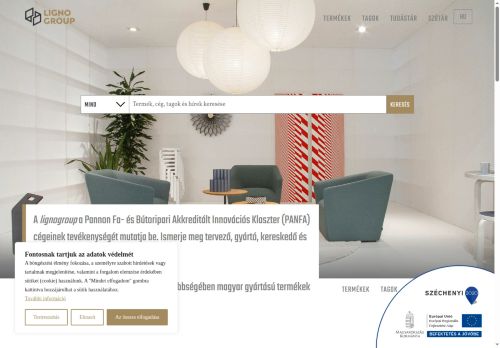 LIGNO
GROUP
TERMÉKEK TAGOK TUDÁSTÁR SZÓTÁR HU
MIND Termék, cég, tagok és hírek keresése KERESÉS
A lignogroup a Pannon Fa- és Bútoripari Akkreditált Innovációs Klaszter (PANFA)
cégeinek tevékenységét mutatja be. Ismerje meg tervező, gyártó, kereskedő és
többségében magyar gyártású termékek
Fontosnak tartjuk az adatok védelmét
A böngészési élmény fokozása, a személyre szabott hirdetések vagy
tartalmak megjelenítése, valamint a forgalom elemzése érdekében
sütiket (cookie) használunk. A "Mindet elfogadom" gombra
kattintva hozzájárulhat a sütik használatához.
További információ
Testreszabás Elutasít Az összes elfogadása
TERMÉKEK TAGOK
SZÉCHENYI 2020
MAGYARORSZÁG
KORMÁNYA
Európai Unió
Európai Regionális
Fejlesztési Alap
BEFEKTETÉS A JÖVŐBE